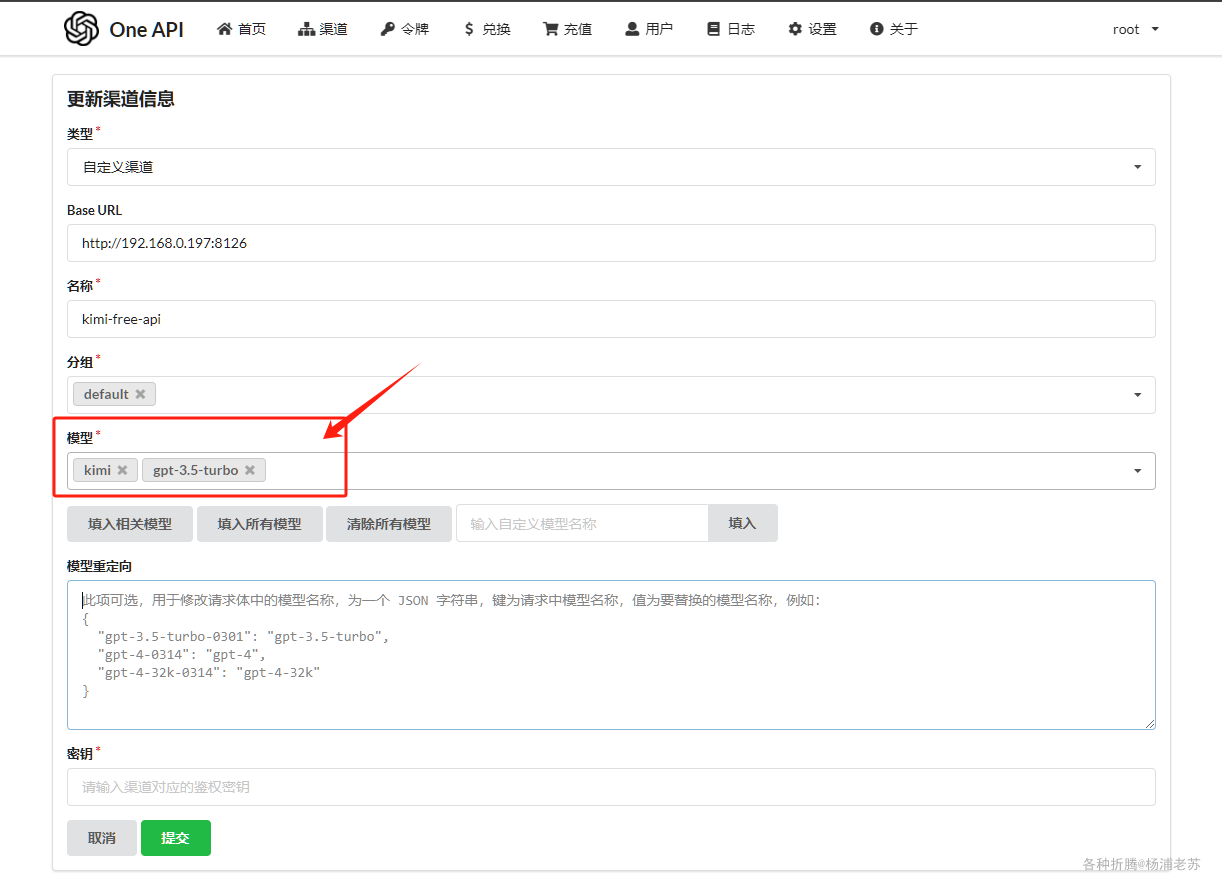 One API 首页 渠道 令牌 兑换 充值 用户 日志 设置 关于 root
更新渠道信息
类型*
自定义渠道
Base URL
http://192.168.0.197:8126
名称*
kimi-free-api
分组*
default
模型*
kimi gpt-3.5-turbo
填入相关模型 填入所有模型 清除所有模型 输入自定义模型名称 填入
模型重定向
此项可选，用于修改请求体中的模型名称，为一个 JSON 字符串，键为请求中模型名称，值为要替换的模型名称，例如：
{
"gpt-3.5-turbo-0301": "gpt-3.5-turbo",
"gpt-4-0314": "gpt-4",
"gpt-4-32k-0314": "gpt-4-32k"
}
密钥*
请输入渠道对应的鉴权密钥
取消 提交
各种折腾@杨浦老苏